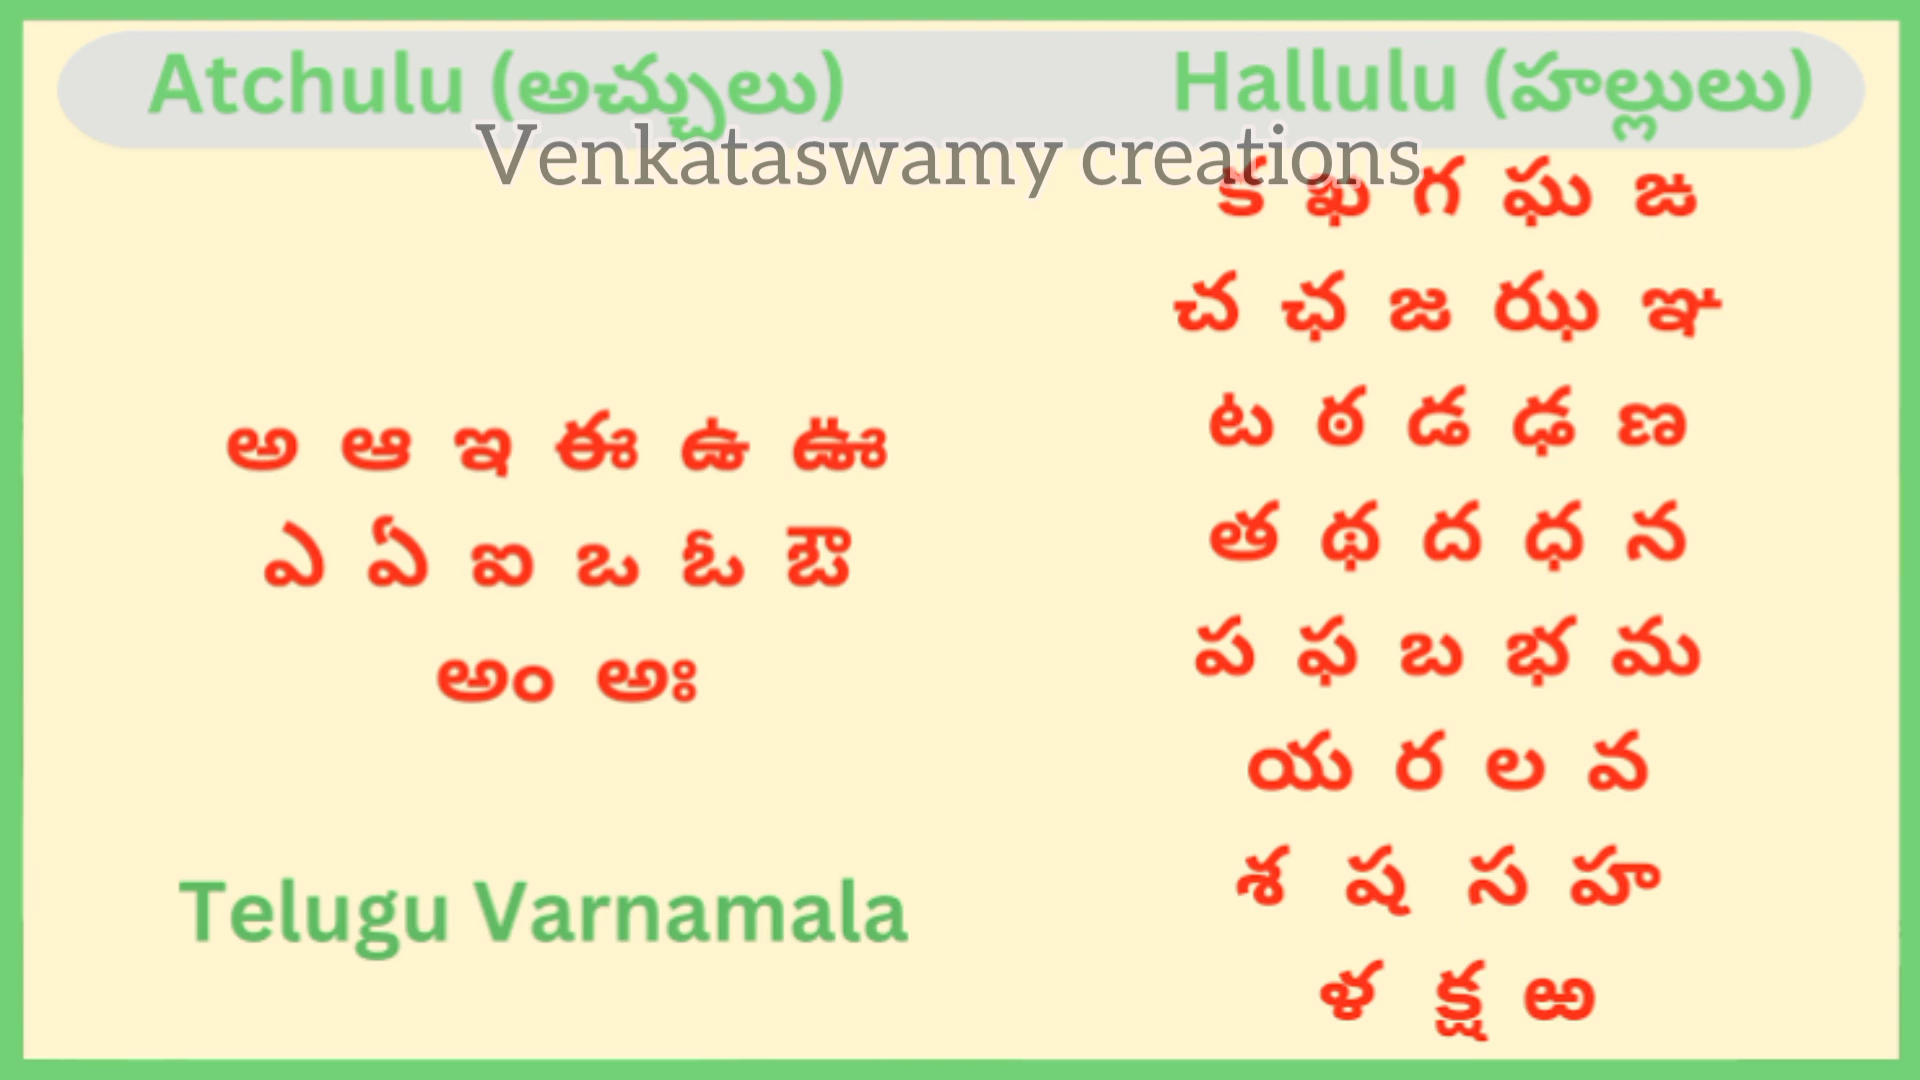 Atchulu (అచ్చులు)
Hallulu (హల్లులు)
Venkataswamy creations
అ ఆ ఇ ఈ ఉ ఊ
ఎ ఏ ఐ ఒ ఓ ఔ
అం అః
Telugu Varnamala
క ఖ గ ఘ ఙ
చ ఛ జ ఝ ఞ
ట ఠ డ ఢ ణ
త థ ద ధ న
ప ఫ బ భ మ
య ర ల వ
శ ష స హ
ళ క్ష ఱ